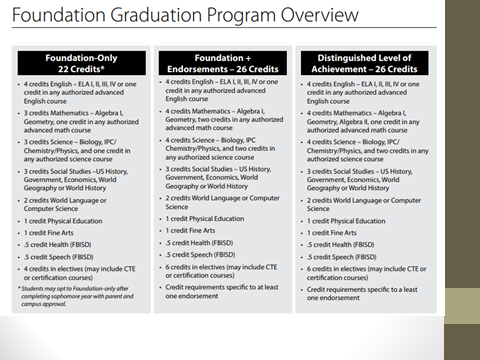 Foundation Graduation Program Overview
Foundation-Only
22 Credits*
• 4 credits English – ELA I, II, III, IV or one
credit in any authorized advanced
English course
• 3 credits Mathematics – Algebra I,
Geometry, one credit in any authorized
advanced math course
• 3 credits Science – Biology, IPC/
Chemistry/Physics, and one credit in
any authorized science course
• 3 credits Social Studies –US History,
Government, Economics, World
Geography or World History
• 2 credits World Language or
Computer Science
• 1 credit Physical Education
• 1 credit Fine Arts
• .5 credit Health (FBISD)
• .5 credit Speech (FBISD)
• 4 credits in electives (may include CTE
or certification courses)
* Students may opt to Foundation-only after
completing sophomore year with parent and
campus approval.
Foundation +
Endorsements – 26 Credits
• 4 credits English – ELA I, II, III, IV or one
credit in any authorized advanced
English course
• 4 credits Mathematics – Algebra I,
Geometry, two credits in any authorized
advanced math course
• 4 credits Science – Biology, IPC
Chemistry/Physics, and two credits in
any authorized science course
• 3 credits Social Studies – US History,
Government, Economics, World
Geography or World History
• 2 credits World Language or Computer
Science
• 1 credit Physical Education
• 1 credit Fine Arts
• .5 credit Health (FBISD)
• .5 credit Speech (FBISD)
• 6 credits in electives (may include CTE
or certification courses)
• Credit requirements specific to at least
one endorsement
Distinguished Level of
Achievement – 26 Credits
• 4 credits English – ELA I, II, III, IV or one
credit in any authorized advanced
English course
• 4 credits Mathematics – Algebra I,
Geometry, Algebra II, one credit in any
authorized advanced math course
• 4 credits Science – Biology, IPC/
Chemistry/Physics, and two credits in any
authorized science course
• 3 credits Social Studies – US History,
Government, Economics, World
Geography or World History
• 2 credits World Language or Computer
Science
• 1 credit Physical Education
• 1 credit Fine Arts
• .5 credit Health (FBISD)
• .5 credit Speech (FBISD)
• 6 credits in electives (may include CTE or
certification courses)
• Credit requirements specific to a least
one endorsement